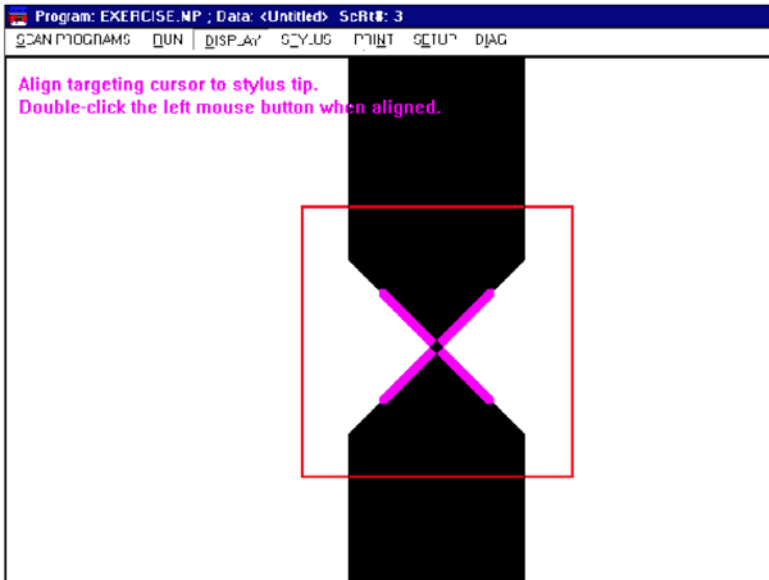 Program: EXERCISE.MP ; Data: <Untitled> ScRt#: 3
SCAN PROGRAMS RUN DISPLAY STYLUS PRINT SETUP DIAG
Align targeting cursor to stylus tip.
Double-click the left mouse button when aligned.